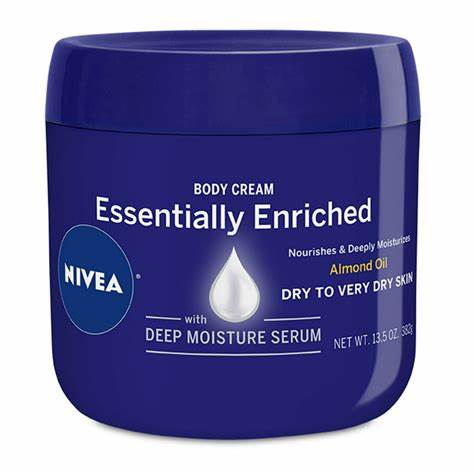 BODY CREAM
Essentially Enriched
Nourishes & Deeply Moisturizes
Almond Oil
DRY TO VERY DRY SKIN
NIVEA®
with
DEEP MOISTURE SERUM
NET WT. 13.5 OZ. 382g